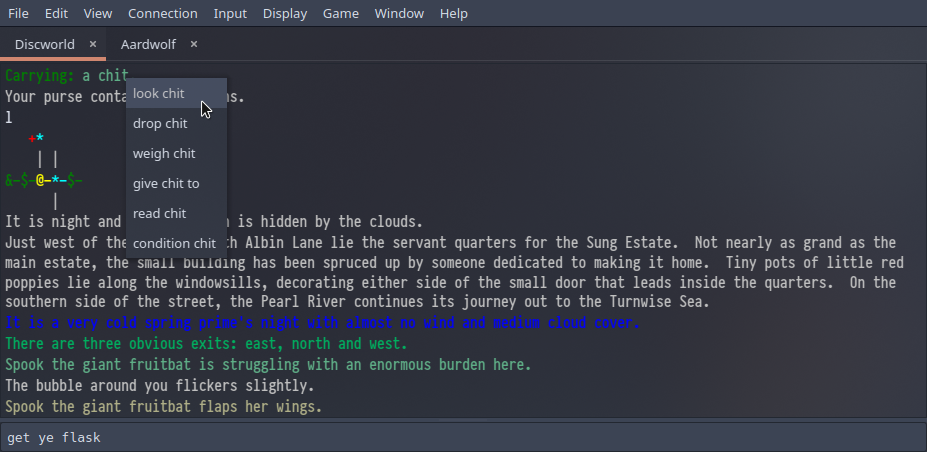 File Edit View Connection Input Display Game Window Help
Discworld × Aardwolf ×
Carrying: a chit
Your purse conta ns.
l
+*
| |
&-$-@-*-$-
|
It is night and n is hidden by the clouds.
Just west of the th Albin Lane lie the servant quarters for the Sung Estate.  Not nearly as grand as the
main estate, the small building has been spruced up by someone dedicated to making it home.  Tiny pots of little red
poppies lie along the windowsills, decorating either side of the small door that leads inside the quarters.  On the
southern side of the street, the Pearl River continues its journey out to the Turnwise Sea.
It is a very cold spring prime's night with almost no wind and medium cloud cover.
There are three obvious exits: east, north and west.
Spook the giant fruitbat is struggling with an enormous burden here.
The bubble around you flickers slightly.
Spook the giant fruitbat flaps her wings.
look chit
drop chit
weigh chit
give chit to
read chit
condition chit
get ye flask